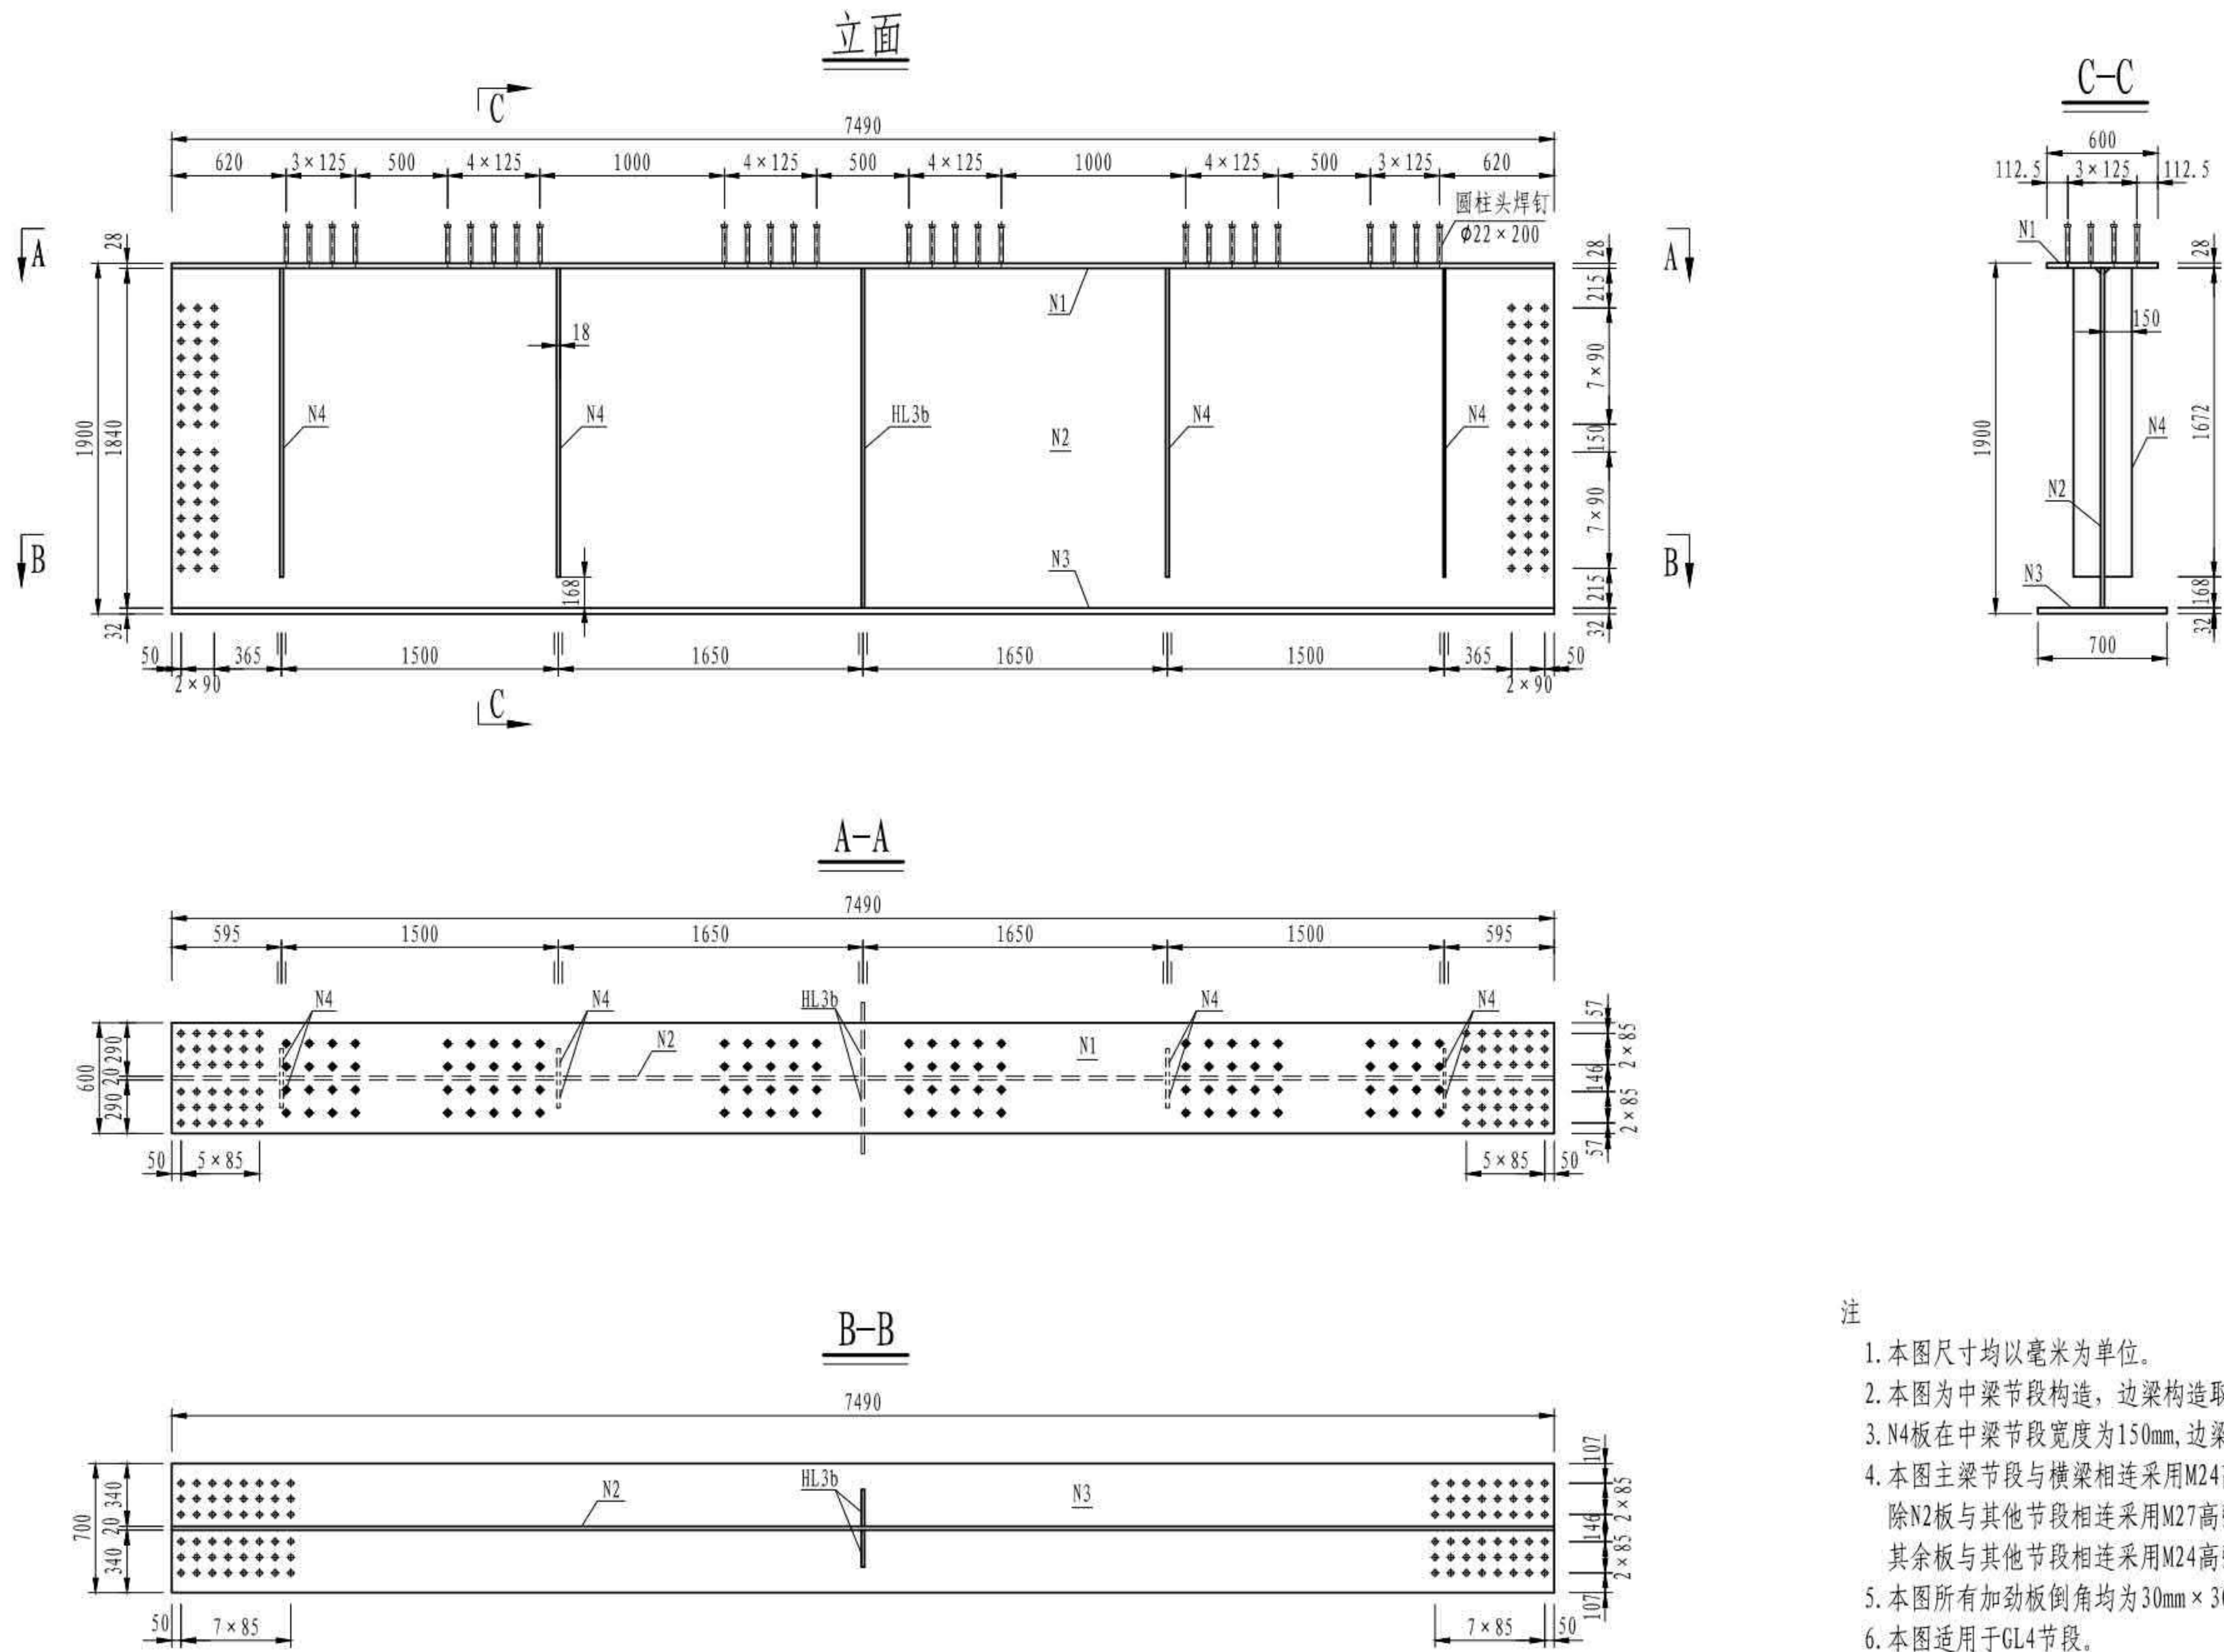 立面
C
7490
620 3×125 500 4×125 1000 4×125 500 4×125 1000 4×125 500 3×125 620
圆柱头焊钉
ϕ22×200
A
A
28
28
N1
215
18
7×90
1900
1840
N4
N4
HL3b
N2
N4
N4
150
7×90
B
B
N3
168
215
32
32
50 365 1500 1650 1650 1500 365 50
2×90
2×90
C
C-C
600
112.5 3×125 112.5
N1
28
150
1900
1672
N4
N2
N3
168
32
700
A-A
7490
595 1500 1650 1650 1500 595
N4
N4
HL3b
N4
N4
N2
N1
600
290
20
290
57
2×85
146
2×85
57
50 5×85
5×85 50
B-B
7490
N2
HL3b
N3
700
340
20
340
107
2×85
146
2×85
107
50 7×85
7×85 50
注
1.本图尺寸均以毫米为单位。
2.本图为中梁节段构造，边梁构造
3.N4板在中梁节段宽度为150mm,边梁
4.本图主梁节段与横梁相连采用M24
除N2板与其他节段相连采用M27高
其余板与其他节段相连采用M24高
5.本图所有加劲板倒角均为30mm×3
6.本图适用于GL4节段。